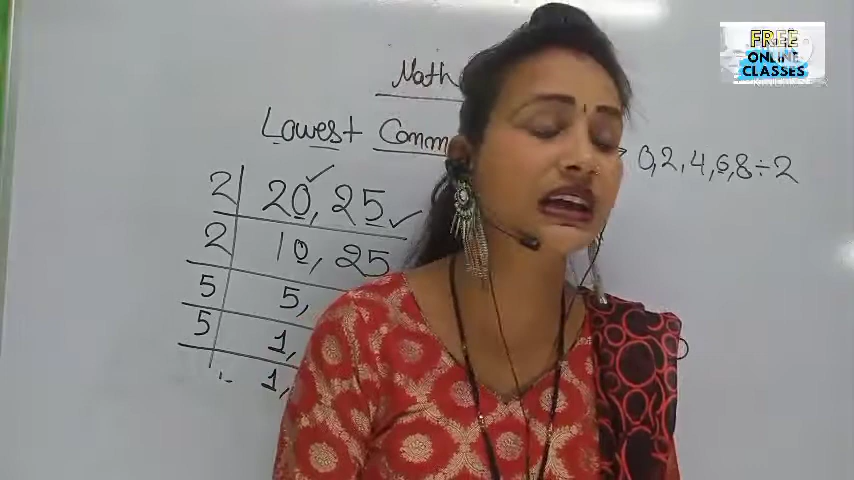 FREE
ONLINE
CLASSES
Math
Lowest Comm
0,2,4,6,8÷2
2 20, 25
2 10, 25
5 5,
5 1,
1,